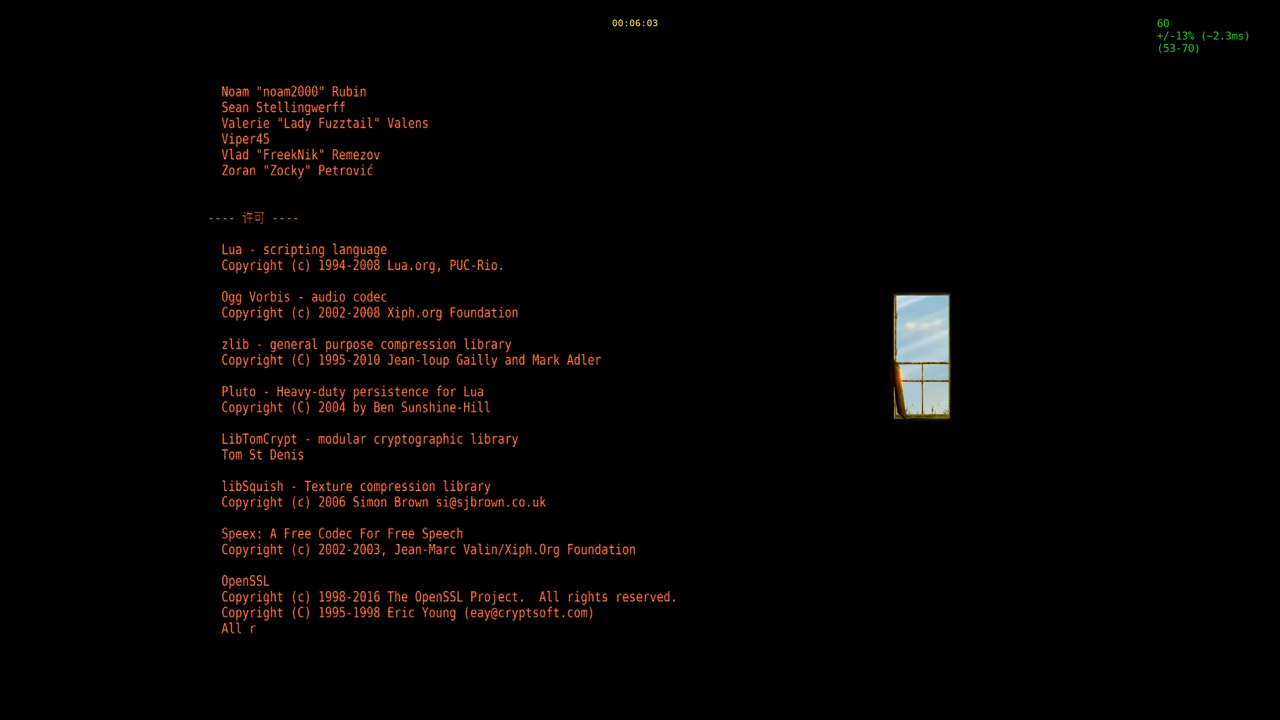 00:06:03
60
+/-13% (~2.3ms)
(53-70)
Noam "noam2000" Rubin
Sean Stellingwerff
Valerie "Lady Fuzztail" Valens
Viper45
Vlad "FreekNik" Remezov
Zoran "Zocky" Petrović
---- 许可 ----
Lua - scripting language
Copyright (c) 1994-2008 Lua.org, PUC-Rio.
Ogg Vorbis - audio codec
Copyright (c) 2002-2008 Xiph.org Foundation
zlib - general purpose compression library
Copyright (C) 1995-2010 Jean-loup Gailly and Mark Adler
Pluto - Heavy-duty persistence for Lua
Copyright (C) 2004 by Ben Sunshine-Hill
LibTomCrypt - modular cryptographic library
Tom St Denis
libSquish - Texture compression library
Copyright (c) 2006 Simon Brown si@sjbrown.co.uk
Speex: A Free Codec For Free Speech
Copyright (c) 2002-2003, Jean-Marc Valin/Xiph.Org Foundation
OpenSSL
Copyright (c) 1998-2016 The OpenSSL Project.  All rights reserved.
Copyright (C) 1995-1998 Eric Young (eay@cryptsoft.com)
All r